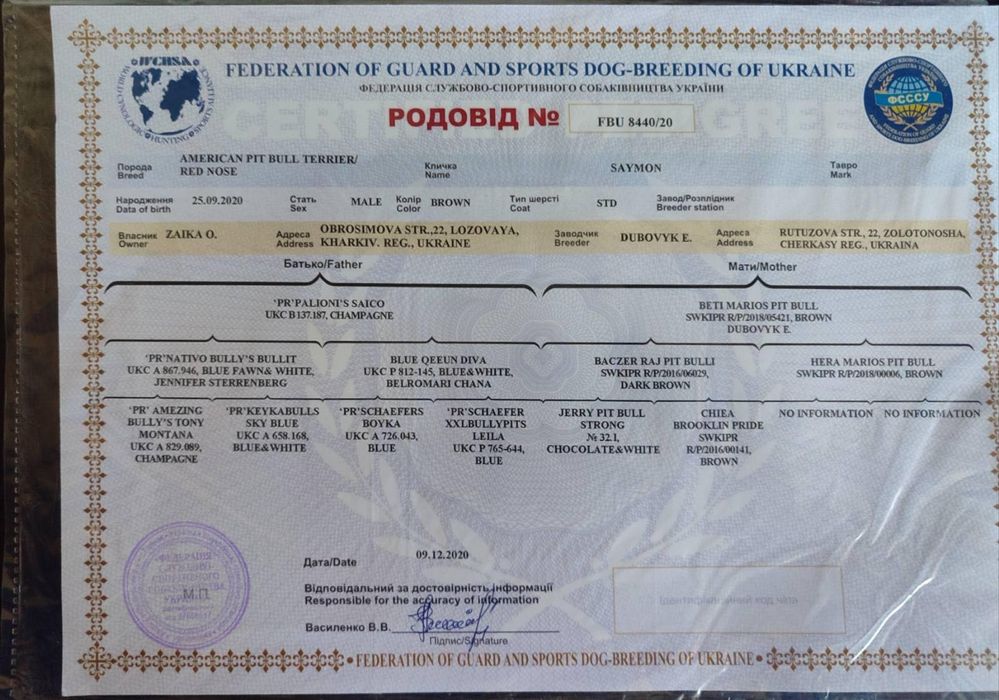 WCHSA
FEDERATION OF GUARD AND SPORTS DOG-BREEDING OF UKRAINE
ФЕДЕРАЦІЯ СЛУЖБОВО-СПОРТИВНОГО СОБАКІВНИЦТВА УКРАЇНИ
ФСССУ
РОДОВІД № FBU 8440/20
Порода AMERICAN PIT BULL TERRIER/ Кличка SAYMON Тавро
Breed RED NOSE Name Mark
Народження 25.09.2020 Стать MALE Колір BROWN Тип шерсті STD Завод/Розплідник
Data of birth Sex Color Coat Breeder station
Власник ZAIKA O. Адреса OBROSIMOVA STR.,22, LOZOVAYA, Заводчик DUBOVYK E. Адреса RUTUZOVA STR., 22, ZOLOTONOSHA,
Owner Address KHARKIV. REG., UKRAINE Breeder Address CHERKASY REG., UKRAINA
Батько/Father
Мати/Mother
'PR'PALIONI'S SAICO
UKC B 137.187, CHAMPAGNE
BETI MARIOS PIT BULL
SWKIPR R/P/2018/05421, BROWN
DUBOVYK E.
'PR'NATIVO BULLY'S BULLIT
UKC A 867.946, BLUE FAWN& WHITE,
JENNIFER STERRENBERG
BLUE QEEUN DIVA
UKC P 812-145, BLUE&WHITE,
BELROMARI CHANA
BACZER RAJ PIT BULLI
SWKIPR R/P/2016/06029,
DARK BROWN
HERA MARIOS PIT BULL
SWKIPR R/P/2018/00006, BROWN
'PR' AMEZING
BULLY'S TONY
MONTANA
UKC A 829.089,
CHAMPAGNE
'PR'KEYKABULLS
SKY BLUE
UKC A 658.168,
BLUE&WHITE
'PR'SCHAEFERS
BOYKA
UKC A 726.043,
BLUE
'PR'SCHAEFER
XXLBULLYPITS
LEILA
UKC P 765-644,
BLUE
JERRY PIT BULL
STRONG
№ 32.1,
CHOCOLATE&WHITE
CHIEA
BROOKLIN PRIDE
SWKIPR
R/P/2016/00141,
BROWN
NO INFORMATION
NO INFORMATION
Дата/Date 09.12.2020
Відповідальний за достовірність інформації
Responsible for the accuracy of information
Василенко В.В.
Підпис/Signature
М.П.
Ідентифікаційний код чіпа
FEDERATION OF GUARD AND SPORTS DOG-BREEDING OF UKRAINE